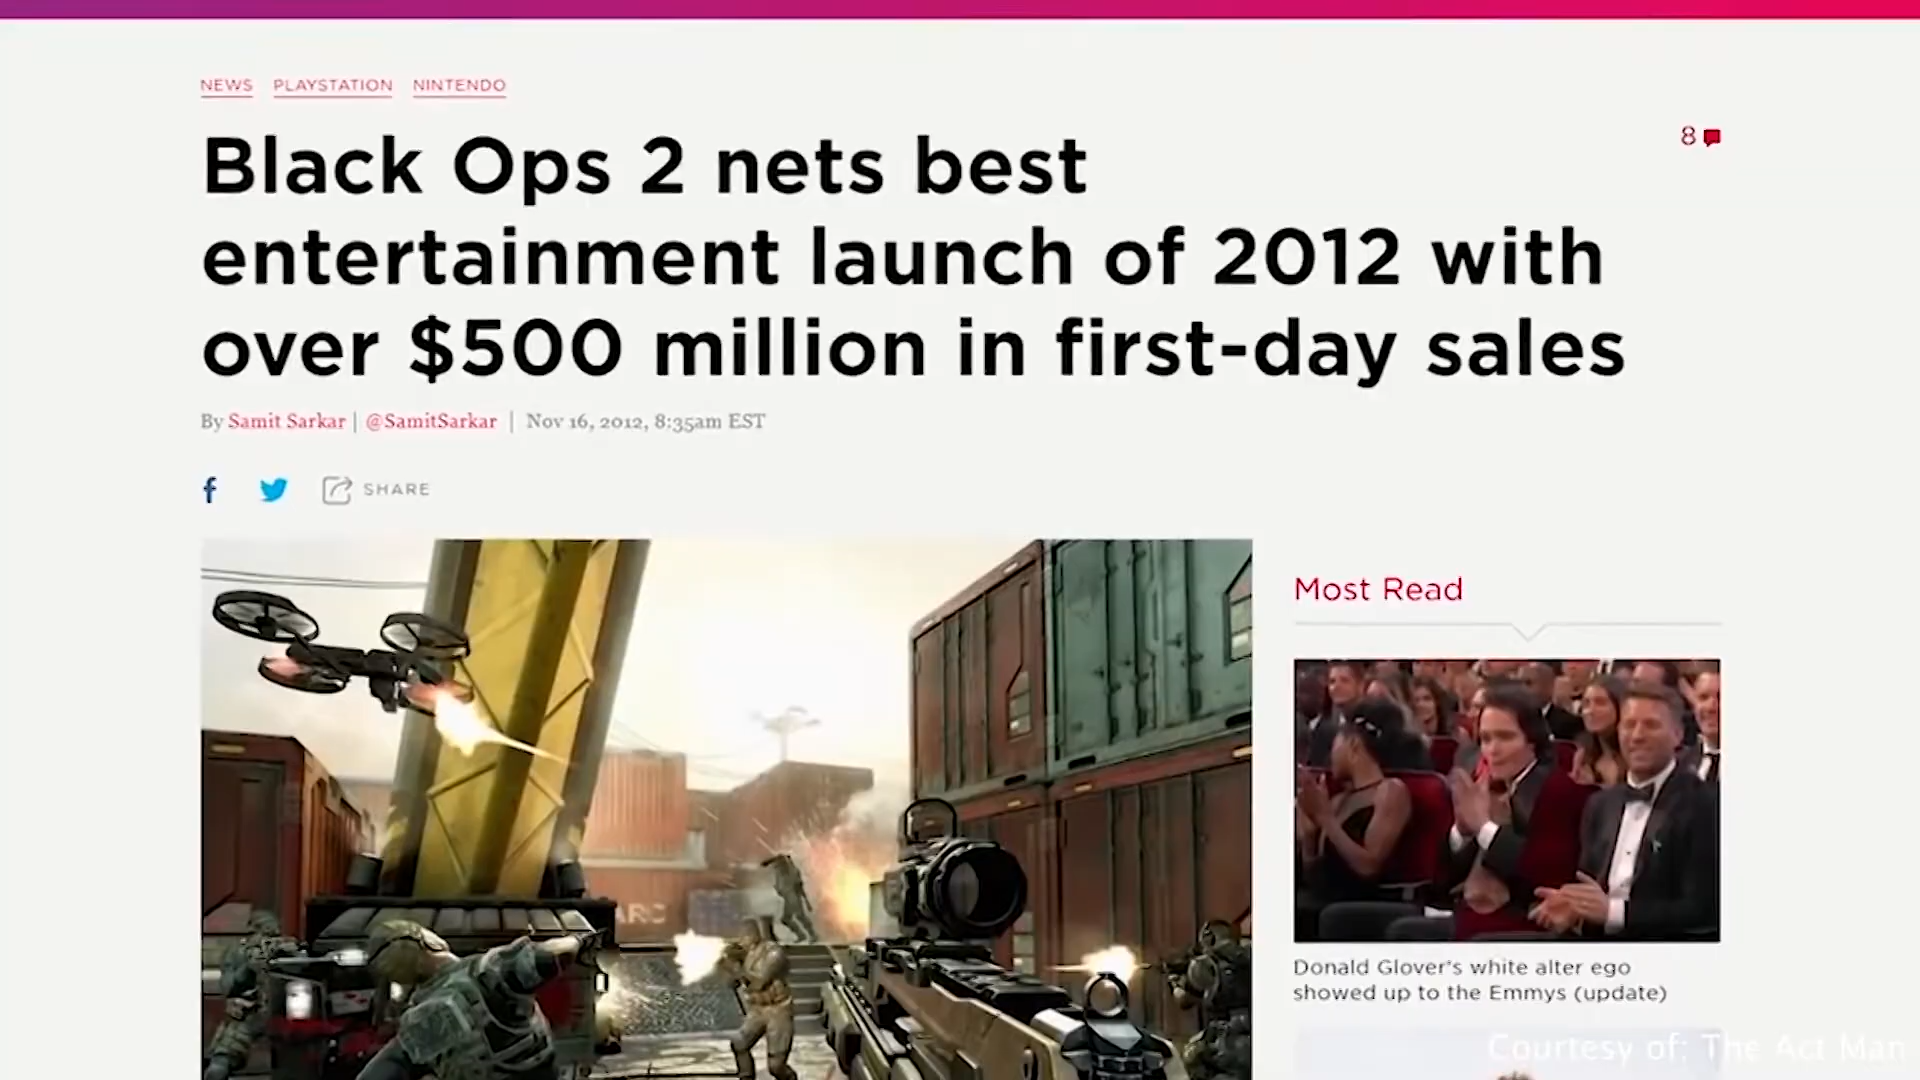 NEWS PLAYSTATION NINTENDO
8
Black Ops 2 nets best
entertainment launch of 2012 with
over $500 million in first-day sales
By Samit Sarkar | @SamitSarkar | Nov 16, 2012, 8:35am EST
SHARE
Most Read
ARC
Donald Glover's white alter ego
showed up to the Emmys (update)
Courtesy of: The Act Man